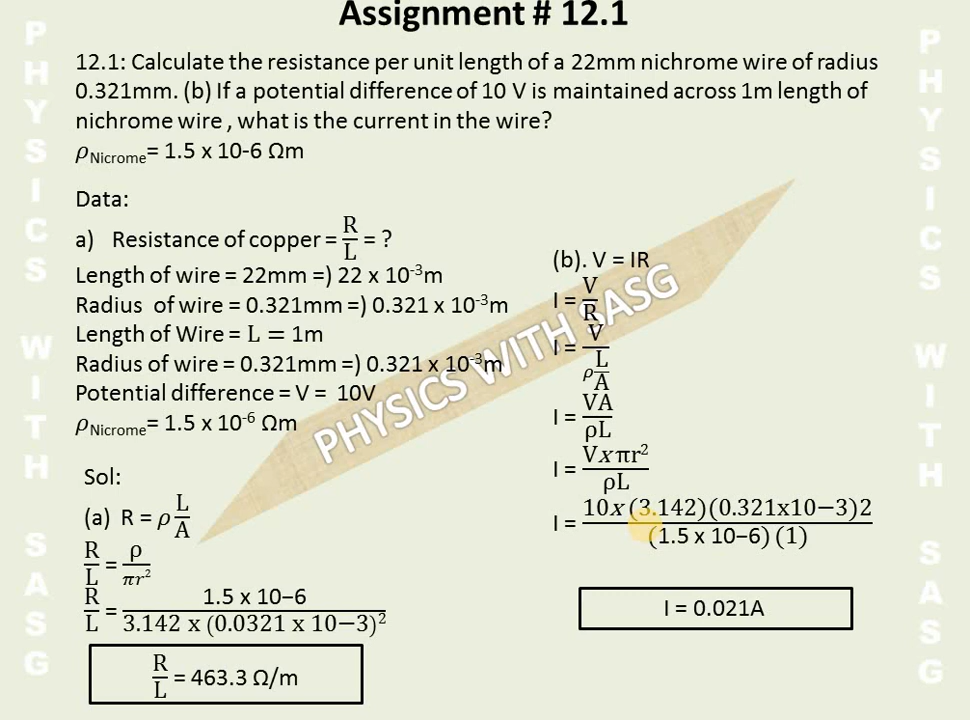 Assignment # 12.1
12.1: Calculate the resistance per unit length of a 22mm nichrome wire of radius
0.321mm. (b) If a potential difference of 10 V is maintained across 1m length of
nichrome wire , what is the current in the wire?
ρNicrome= 1.5 x 10-6 Ωm
Data:
a) Resistance of copper = R/L = ?
Length of wire = 22mm =) 22 x 10⁻³m
Radius of wire = 0.321mm =) 0.321 x 10⁻³m
Length of Wire = L = 1m
Radius of wire = 0.321mm =) 0.321 x 10⁻³m
Potential difference = V = 10V
ρNicrome= 1.5 x 10⁻⁶ Ωm
Sol:
(a) R = ρ L/A
R/L = ρ/πr²
R/L = 1.5 x 10−6 / 3.142 x (0.0321 x 10−3)²
R/L = 463.3 Ω/m
(b). V = IR
I = V/R
I = V/ρ L/A
I = VA/ρL
I = Vxπr²/ρL
I = 10x(3.142)(0.321x10−3)2 / (1.5 x 10−6) (1)
I = 0.021A
PHYSICS WITH SASG
PHYSICS WITH SASG
PHYSICS WITH SASG